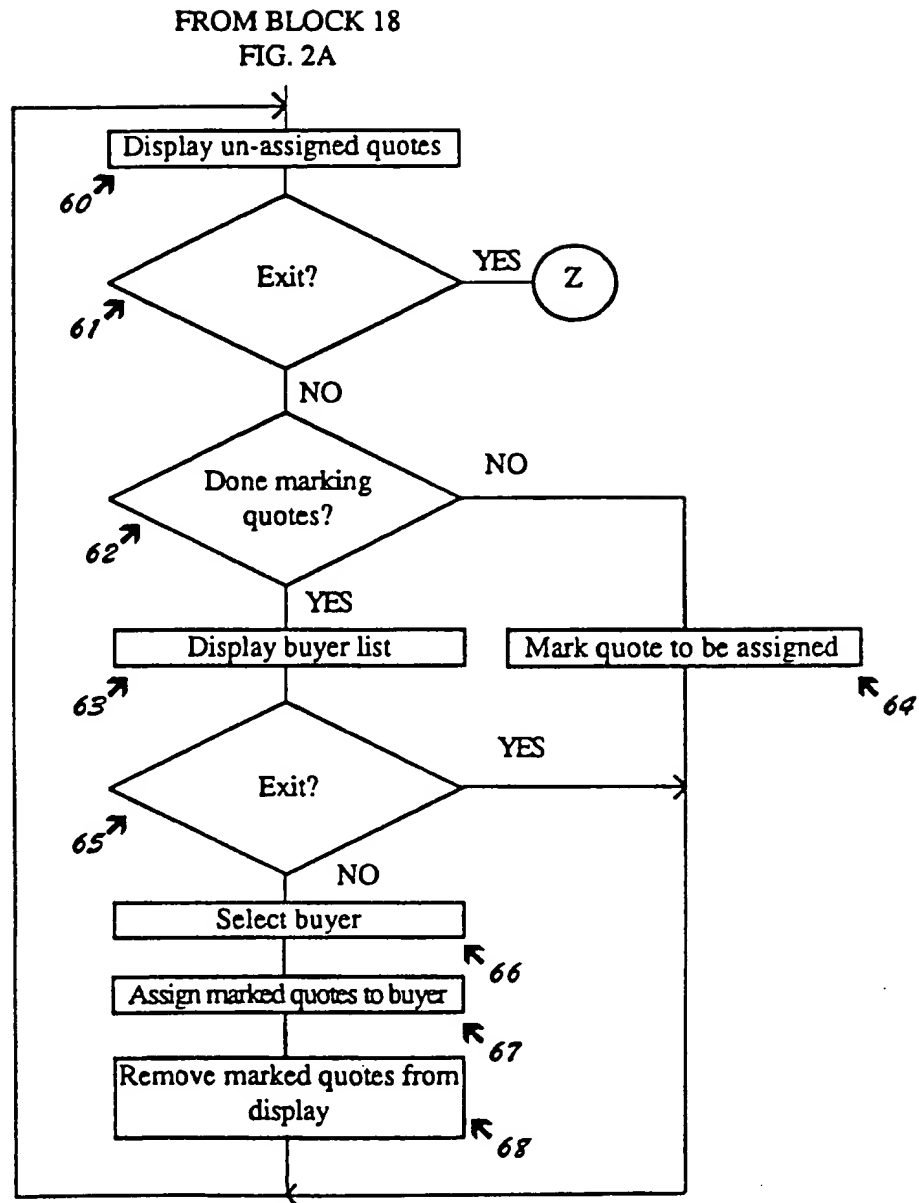 FROM BLOCK 18
FIG. 2A
Display un-assigned quotes
60
Exit?
YES
Z
61
NO
Done marking
quotes?
NO
62
YES
Display buyer list
63
Mark quote to be assigned
64
Exit?
YES
65
NO
Select buyer
66
Assign marked quotes to buyer
67
Remove marked quotes from
display
68